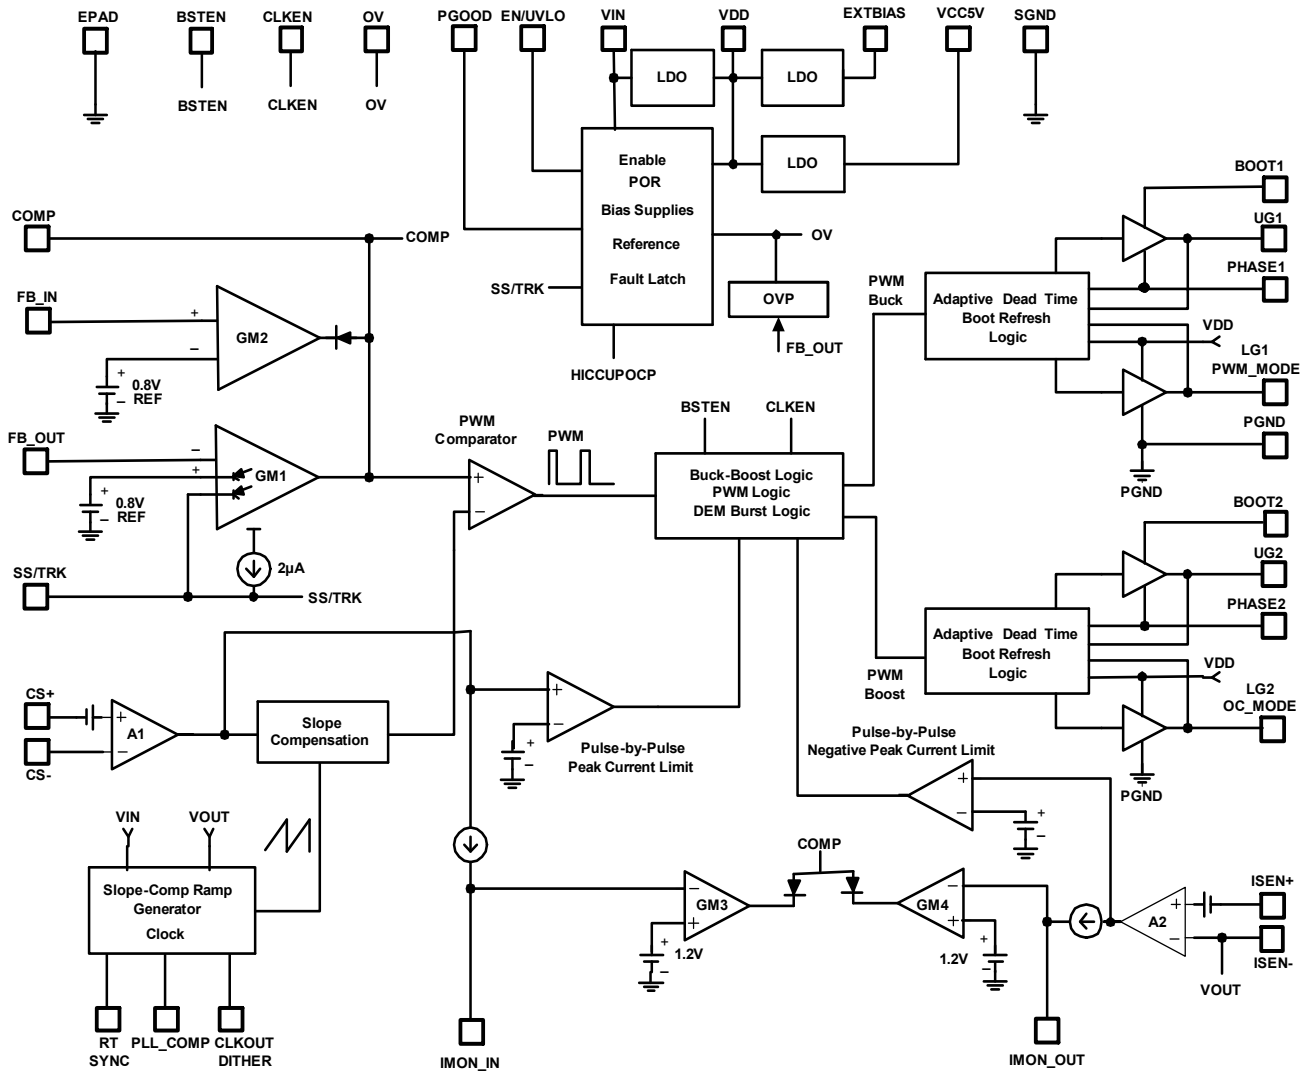 EPAD
BSTEN
CLKEN
OV
PGOOD
EN/UVLO
VIN
VDD
EXTBIAS
VCC5V
SGND
BSTEN
CLKEN
OV
LDO
LDO
LDO
Enable
POR
Bias Supplies
Reference
Fault Latch
OV
SS/TRK
OVP
FB_OUT
HICCUPOCP
COMP
COMP
FB_IN
+
GM2
−
+
0.8V
REF
−
FB_OUT
−
+
GM1
+
0.8V
REF
−
2µA
SS/TRK
SS/TRK
PWM
Comparator
+
−
PWM
BSTEN
CLKEN
Buck-Boost Logic
PWM Logic
DEM Burst Logic
PWM
Buck
Adaptive Dead Time
Boot Refresh
Logic
BOOT1
UG1
PHASE1
VDD
LG1
PWM_MODE
PGND
PGND
PWM
Boost
Adaptive Dead Time
Boot Refresh
Logic
BOOT2
UG2
PHASE2
VDD
LG2
OC_MODE
PGND
CS+
+
A1
−
CS-
Slope
Compensation
+
−
+
−
Pulse-by-Pulse
Peak Current Limit
Pulse-by-Pulse
Negative Peak Current Limit
+
−
+
−
VIN
VOUT
Slope-Comp Ramp
Generator
Clock
RT
SYNC
PLL_COMP
CLKOUT
DITHER
IMON_IN
COMP
−
GM3
+
+
1.2V
−
−
GM4
+
+
1.2V
−
IMON_OUT
+
A2
−
ISEN+
ISEN-
VOUT